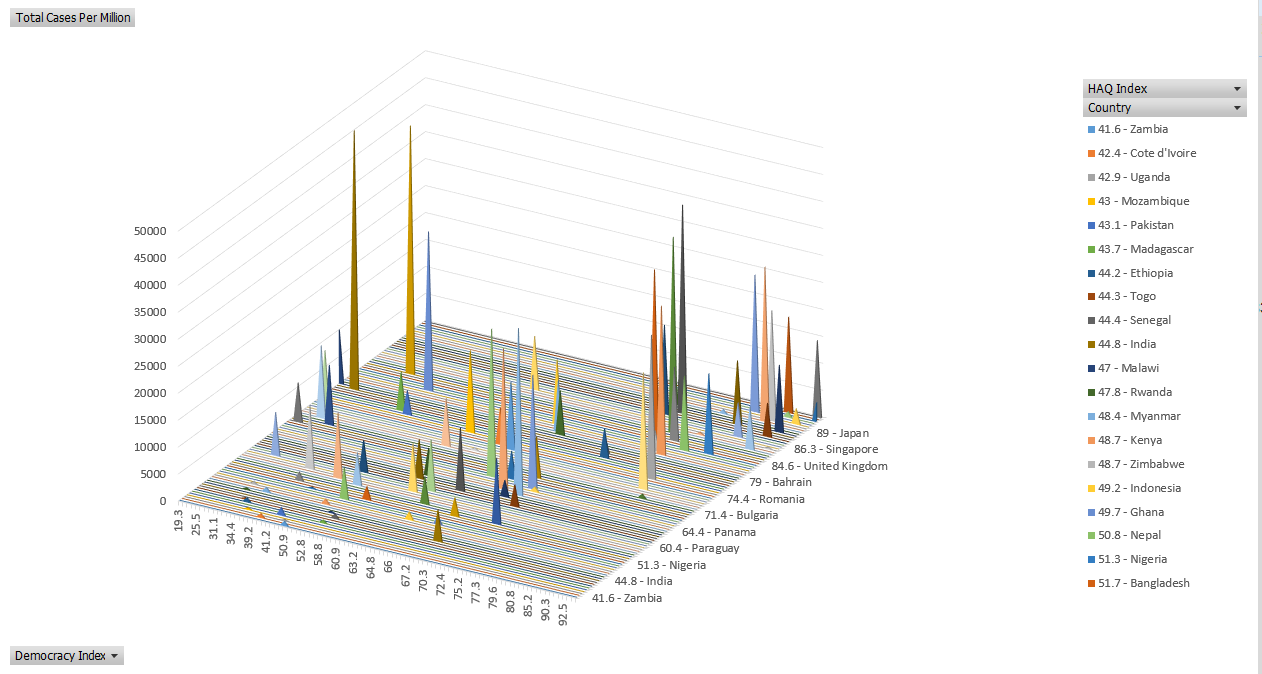 Total Cases Per Million
HAQ Index
Country
41.6 - Zambia
42.4 - Cote d'Ivoire
42.9 - Uganda
43 - Mozambique
43.1 - Pakistan
43.7 - Madagascar
44.2 - Ethiopia
44.3 - Togo
44.4 - Senegal
44.8 - India
47 - Malawi
47.8 - Rwanda
48.4 - Myanmar
48.7 - Kenya
48.7 - Zimbabwe
49.2 - Indonesia
49.7 - Ghana
50.8 - Nepal
51.3 - Nigeria
51.7 - Bangladesh
50000
45000
40000
35000
30000
25000
20000
15000
10000
5000
0
19.3
25.5
31.1
34.4
39.2
41.2
50.9
52.8
58.8
60.9
63.2
64.8
66
67.2
70.3
72.4
75.2
77.3
79.6
80.8
85.2
90.3
92.5
89 - Japan
86.3 - Singapore
84.6 - United Kingdom
79 - Bahrain
74.4 - Romania
71.4 - Bulgaria
64.4 - Panama
60.4 - Paraguay
51.3 - Nigeria
44.8 - India
41.6 - Zambia
Democracy Index